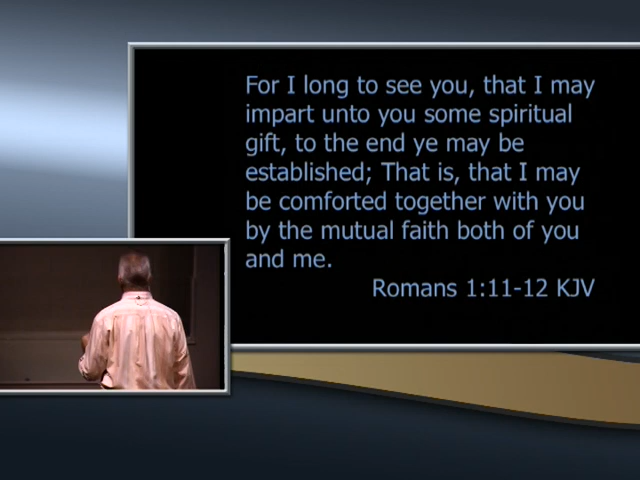 For I long to see you, that I may
impart unto you some spiritual
gift, to the end ye may be
established; That is, that I may
be comforted together with you
by the mutual faith both of you
and me.
Romans 1:11-12 KJV